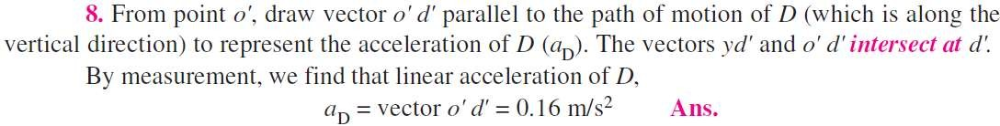 8. From point o', draw vector o' d' parallel to the path of motion of D (which is along the
vertical direction) to represent the acceleration of D (aD). The vectors yd' and o' d' intersect at d'.
By measurement, we find that linear acceleration of D,
aD = vector o' d' = 0.16 m/s² Ans.